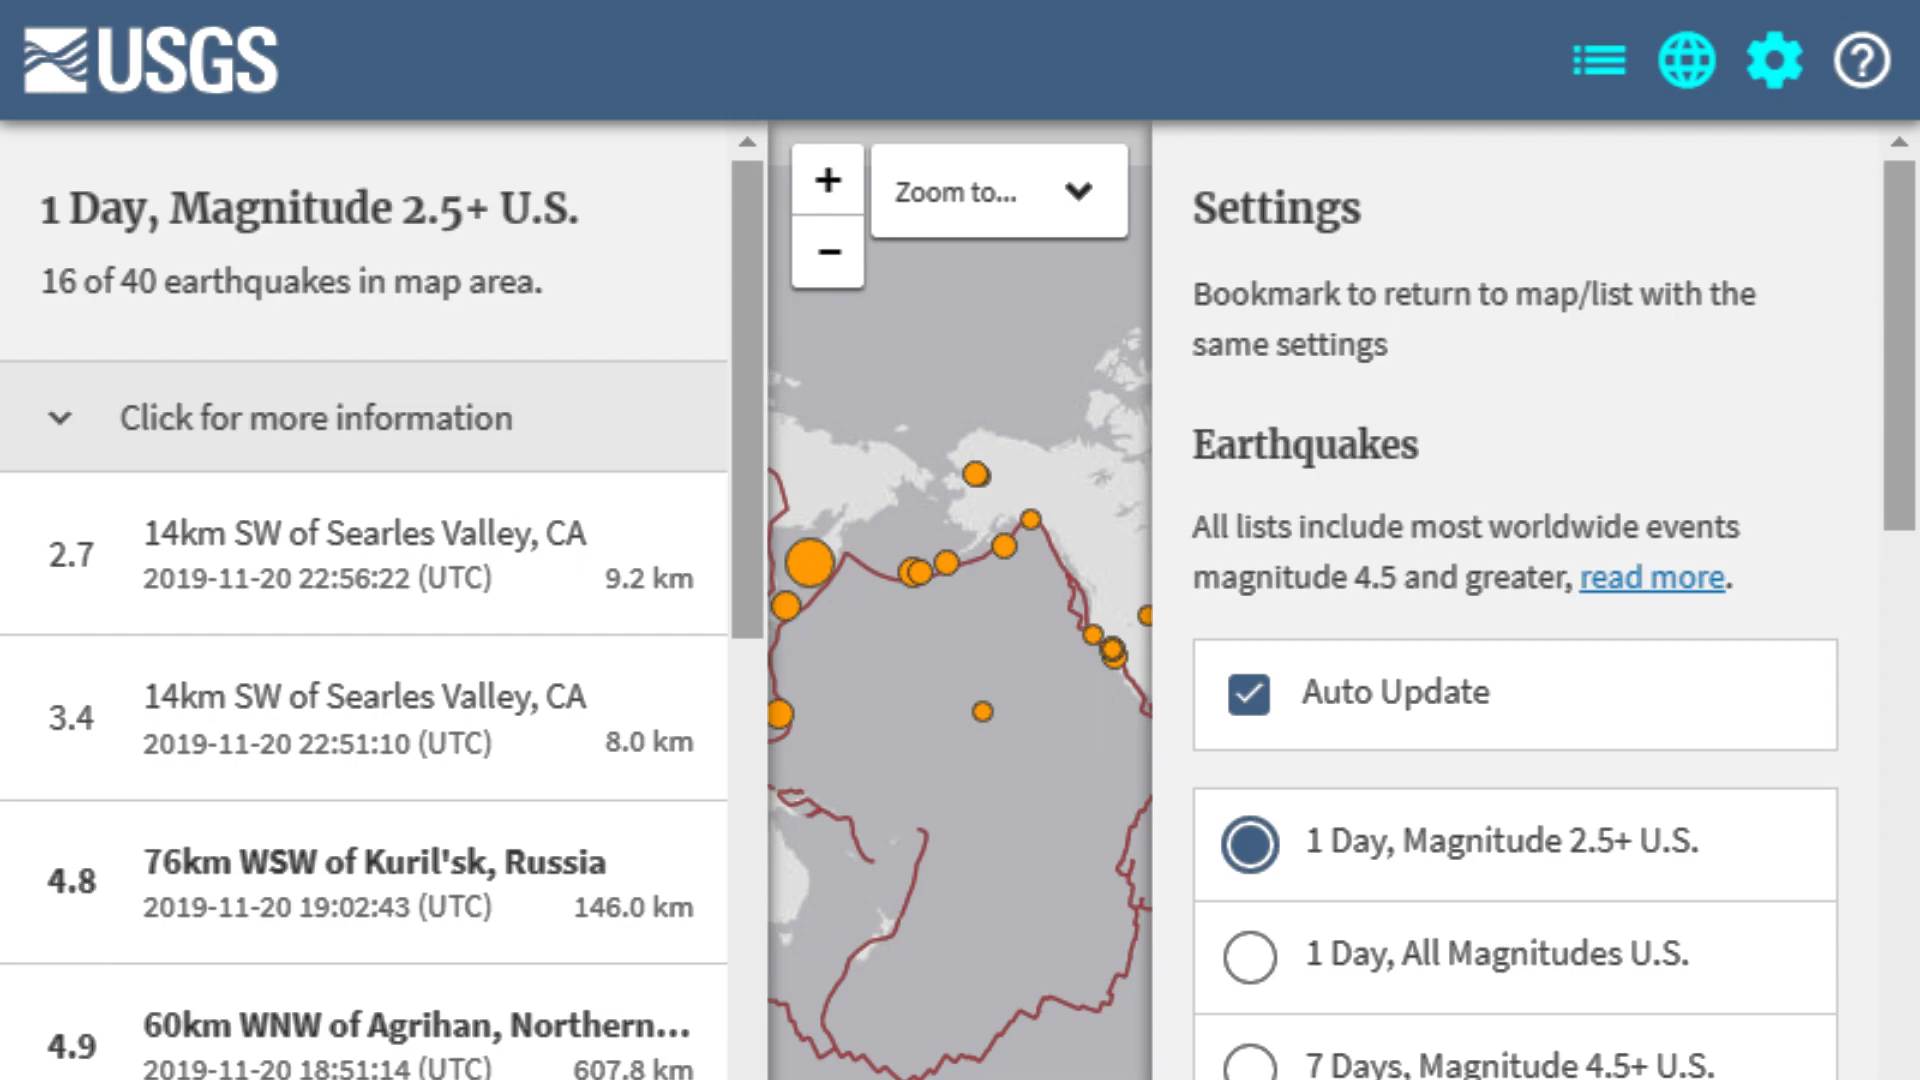 USGS
1 Day, Magnitude 2.5+ U.S.
16 of 40 earthquakes in map area.
Click for more information
2.7
14km SW of Searles Valley, CA
2019-11-20 22:56:22 (UTC)
9.2 km
3.4
14km SW of Searles Valley, CA
2019-11-20 22:51:10 (UTC)
8.0 km
4.8
76km WSW of Kuril'sk, Russia
2019-11-20 19:02:43 (UTC)
146.0 km
4.9
60km WNW of Agrihan, Northern...
2019-11-20 18:51:14 (UTC)
607.8 km
+
−
Zoom to...
Settings
Bookmark to return to map/list with the
same settings
Earthquakes
All lists include most worldwide events
magnitude 4.5 and greater, read more.
Auto Update
1 Day, Magnitude 2.5+ U.S.
1 Day, All Magnitudes U.S.
7 Days, Magnitude 4.5+ U.S.